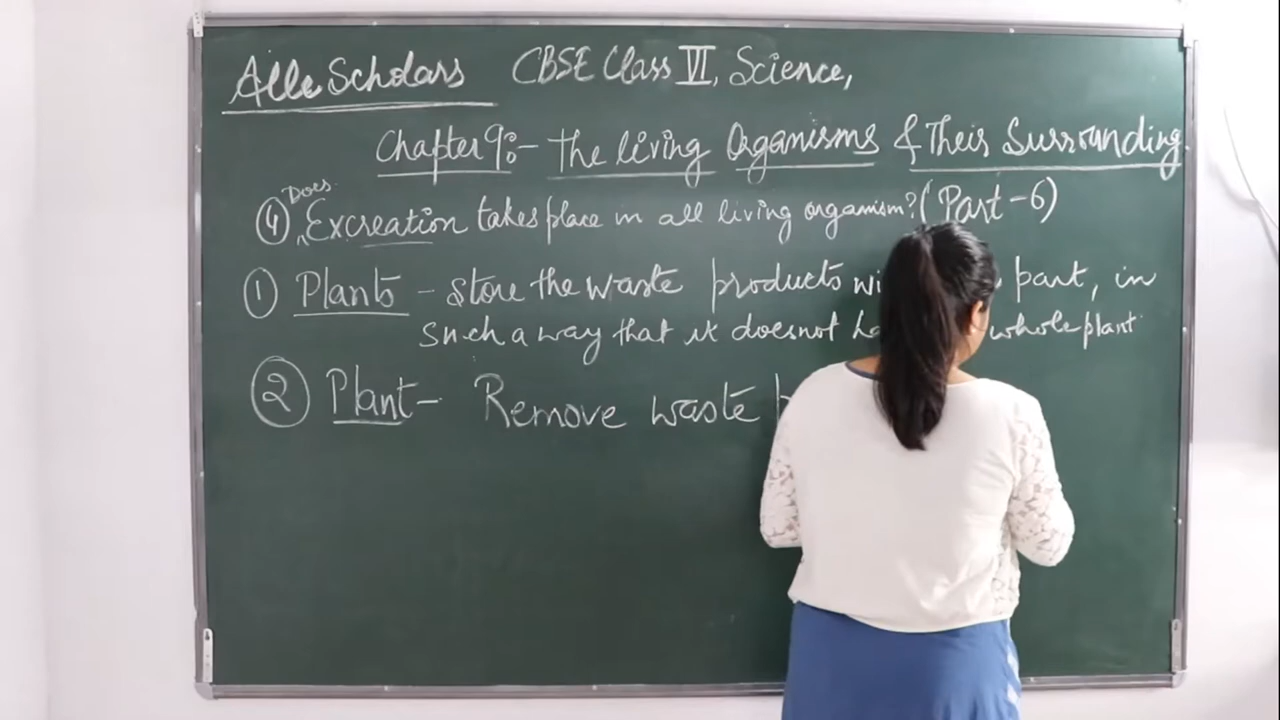 Alle Scholars CBSE Class VI, Science,
Chapter 9:- The living Organisms & Their Surrounding.
④ Does Excreation takes place in all living organism? (Part - 6)
① Plants - store the waste products part, in
such a way that it doesnot whole plant
② Plant - Remove waste